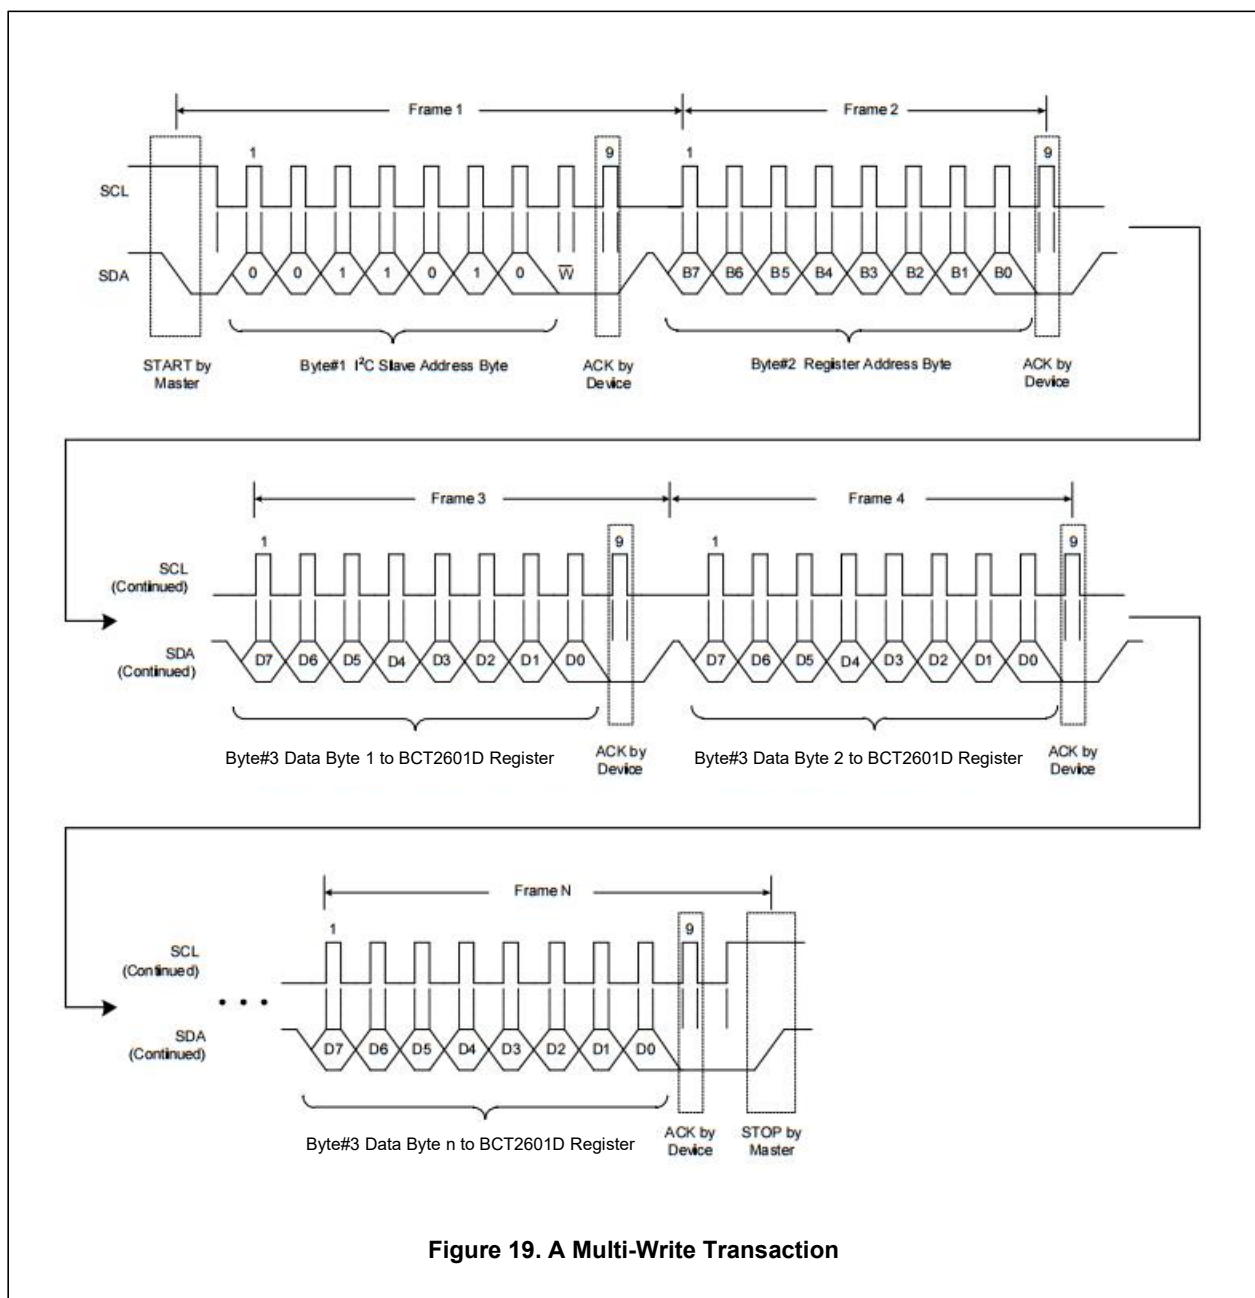 Frame 1 Frame 2
1 9 1 9
SCL
SDA 0 0 1 1 0 1 0 W̅ B7 B6 B5 B4 B3 B2 B1 B0
START by
Master
Byte#1 I²C Slave Address Byte
ACK by
Device
Byte#2 Register Address Byte
ACK by
Device
Frame 3 Frame 4
1 9 1 9
SCL
(Continued)
SDA
(Continued)
D7 D6 D5 D4 D3 D2 D1 D0 D7 D6 D5 D4 D3 D2 D1 D0
Byte#3 Data Byte 1 to BCT2601D Register
ACK by
Device
Byte#3 Data Byte 2 to BCT2601D Register
ACK by
Device
Frame N
1 9
SCL
(Continued)
• • •
SDA
(Continued)
D7 D6 D5 D4 D3 D2 D1 D0
Byte#3 Data Byte n to BCT2601D Register
ACK by
Device
STOP by
Master
Figure 19. A Multi-Write Transaction